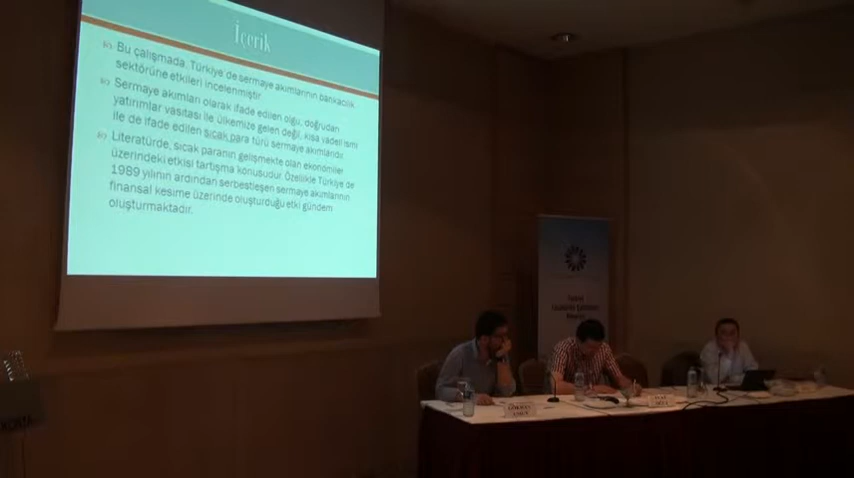 İçerik
Bu çalışmada, Türkiye'de sermaye akımlarının bankacılık
sektörüne etkileri incelenmiştir.
Sermaye akımları olarak ifade edilen olgu, doğrudan
yatırımlar vasıtası ile ülkemize gelen değil, kısa vadeli ismi
ile de ifade edilen sıcak para türü sermaye akımlarıdır.
Literatürde, sıcak paranın gelişmekte olan ekonomiler
üzerindeki etkisi tartışma konusudur. Özellikle Türkiye'de
1989 yılının ardından serbestleşen sermaye akımlarının
finansal kesime üzerinde oluşturduğu etki gündem
oluşturmaktadır.
GÖKHAN